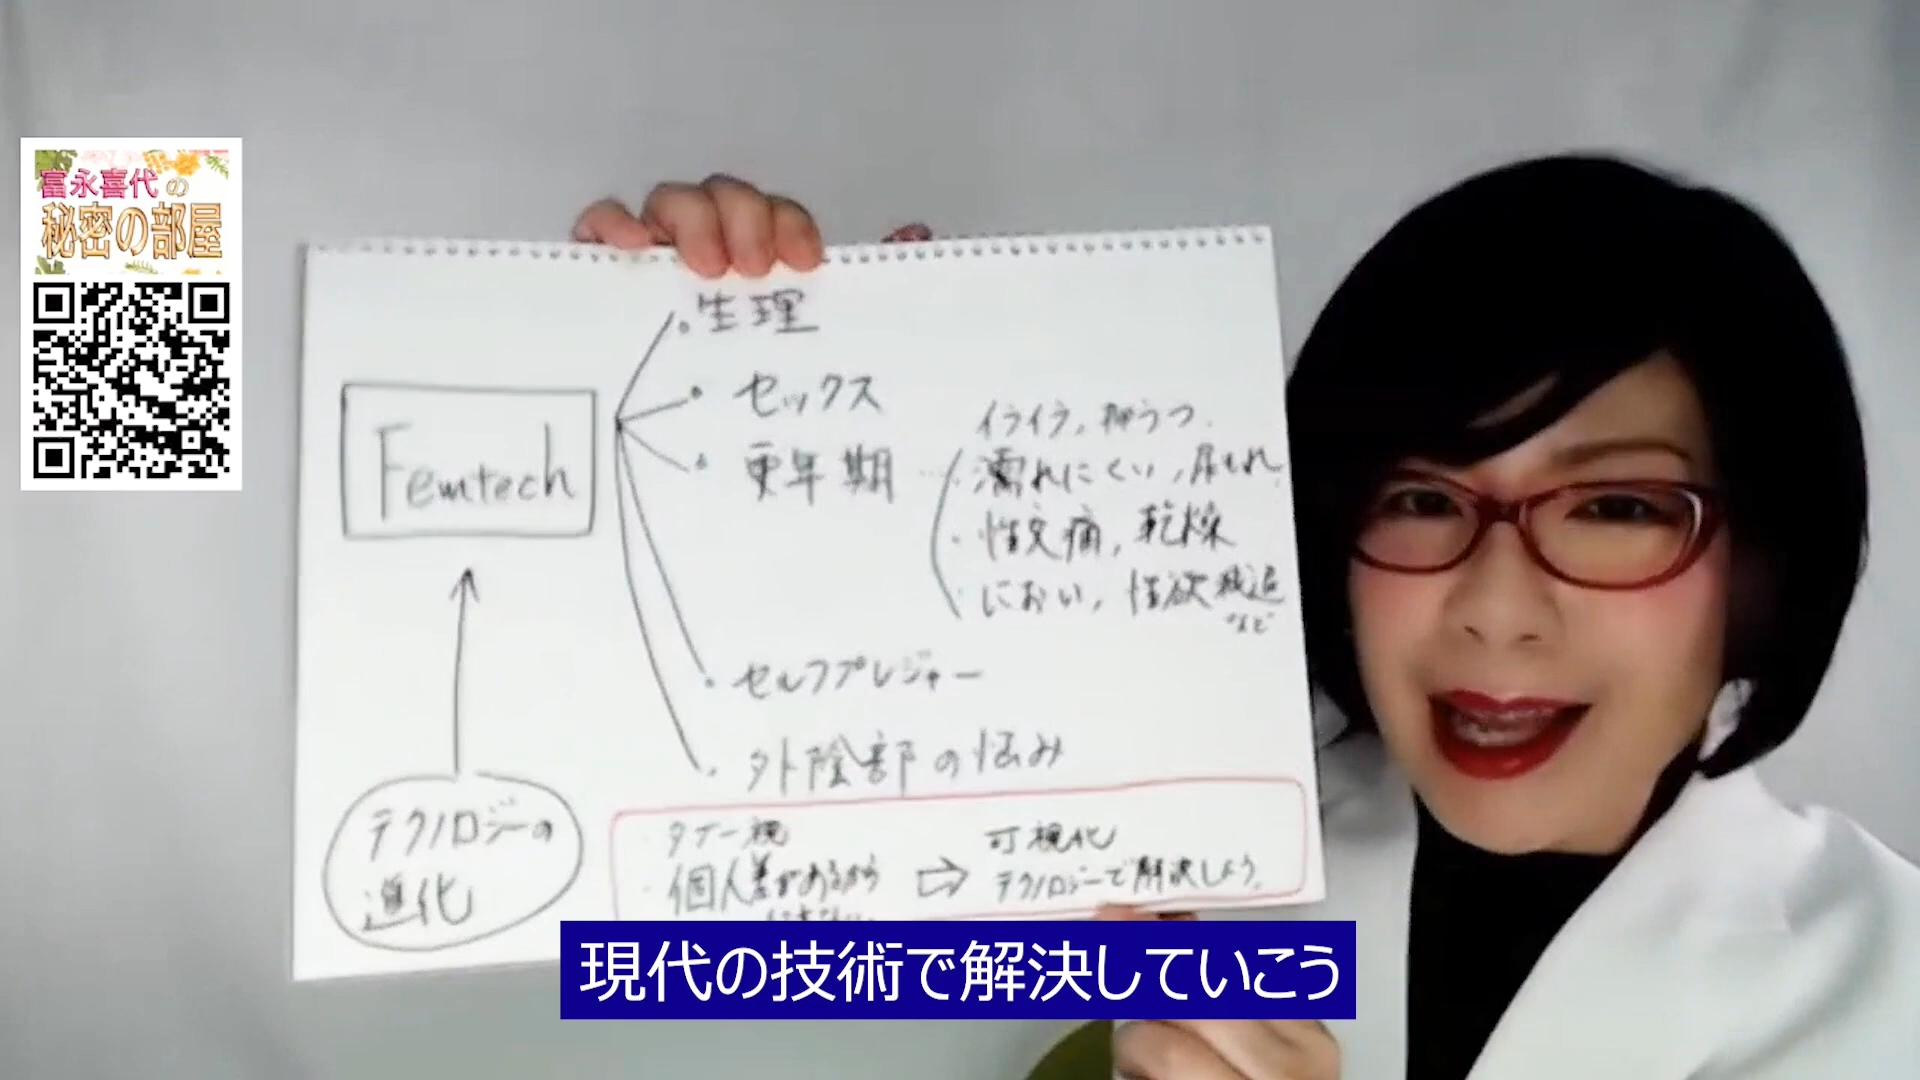 富永喜代の
秘密の部屋
・生理
・セックス
・更年期
イライラ、抑うつ、
濡れにくい、尿もれ、
・性交痛、乾燥
・におい、性欲減退
など
・セルフプレジャー
・外陰部の悩み
Femtech
テクノロジーの
進化
・タブー視
・個人差があるから
⇨
可視化
テクノロジーで解決しよう。
現代の技術で解決していこう